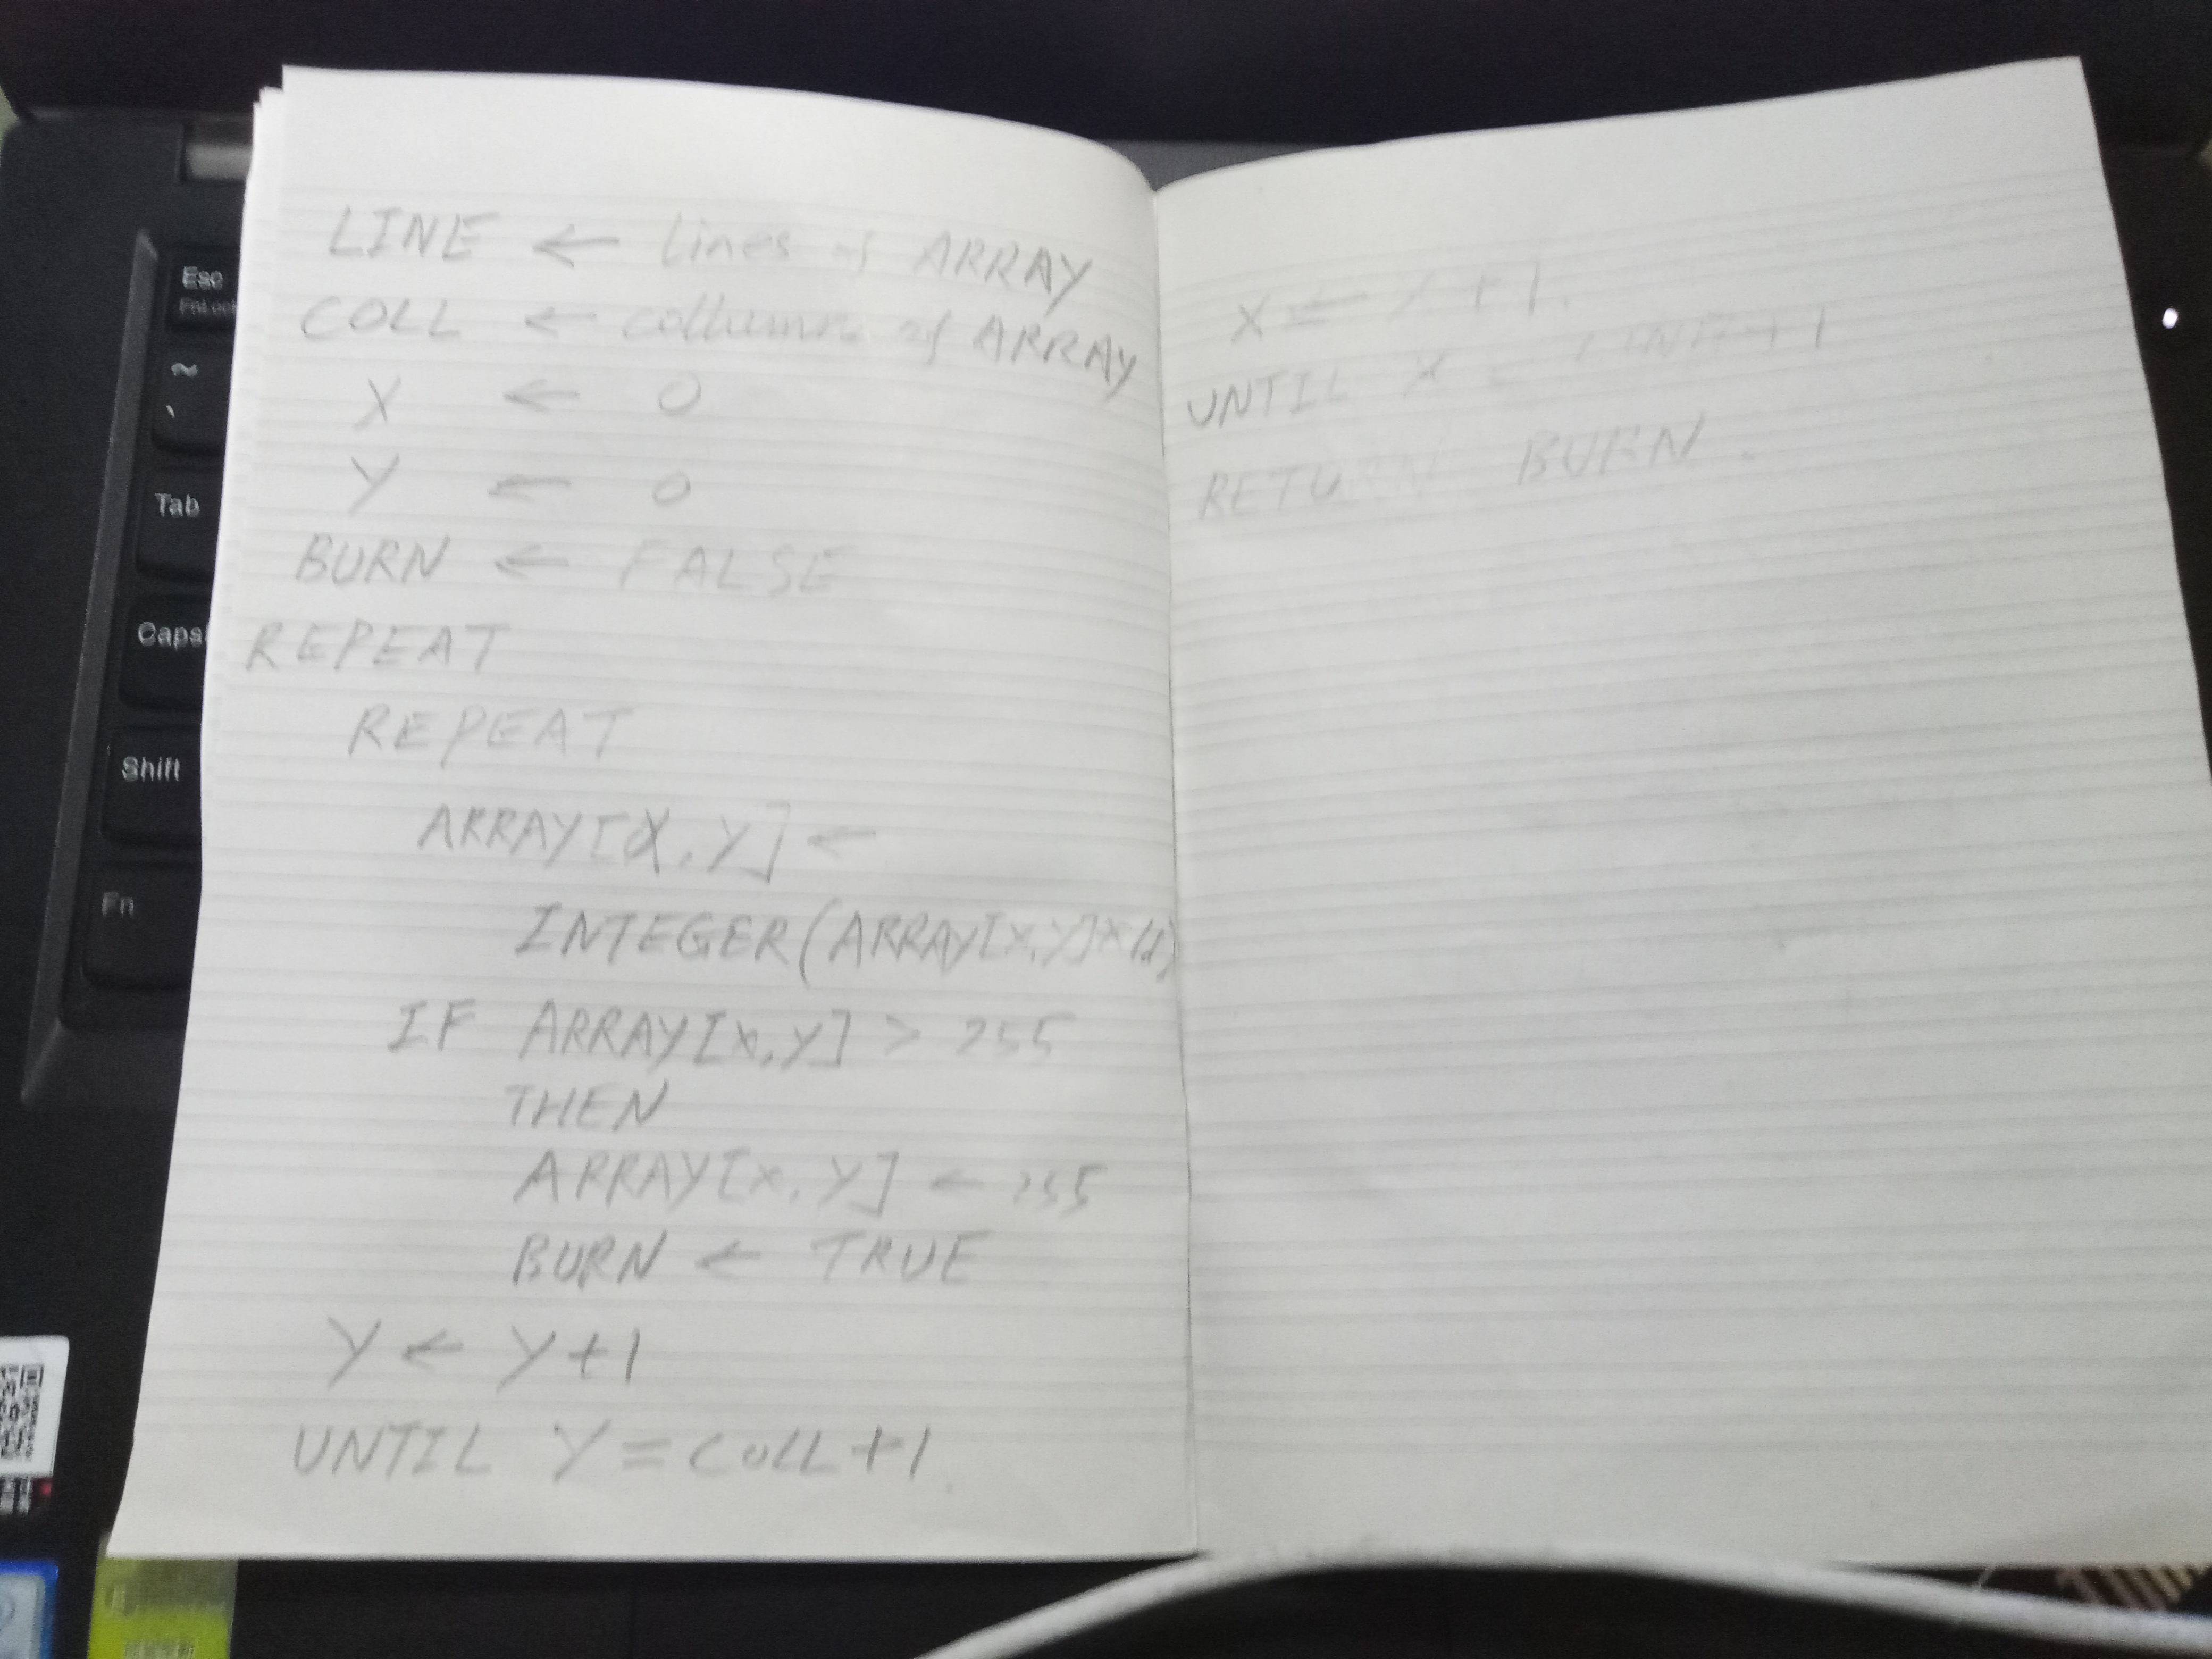 LINE ← lines of ARRAY
COLL ← collumn of ARRAY
X ← 0
Y ← 0
BURN ← FALSE
REPEAT
REPEAT
ARRAY[X,Y] ←
INTEGER(ARRAY[X,Y]×
IF ARRAY[X,Y] > 255
THEN
ARRAY[X,Y] ← 255
BURN ← TRUE
Y ← Y+1
UNTIL Y = COLL+1
X ← X+1.
UNTIL X = LINE+1
RETURN BURN.
Esc
FnLock
~
`
Tab
Caps
Shift
Fn